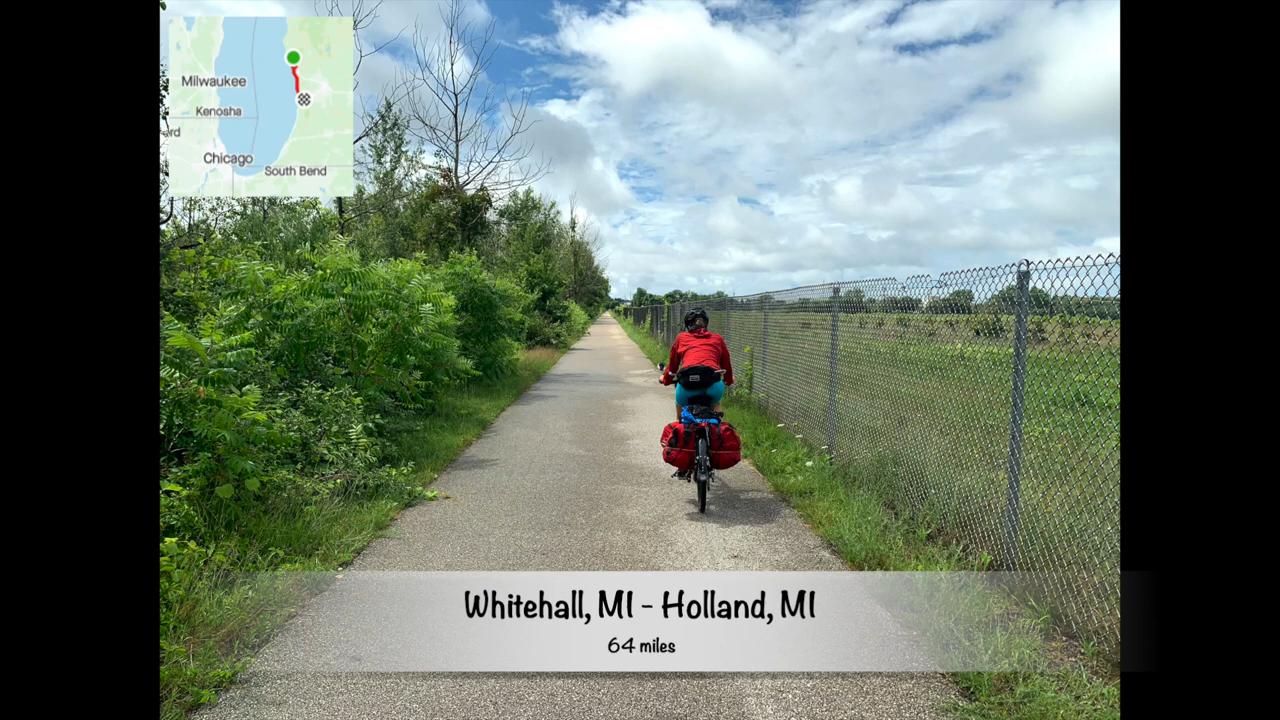 Milwaukee
Kenosha
rd
Chicago
South Bend
Whitehall, MI - Holland, MI
64 miles